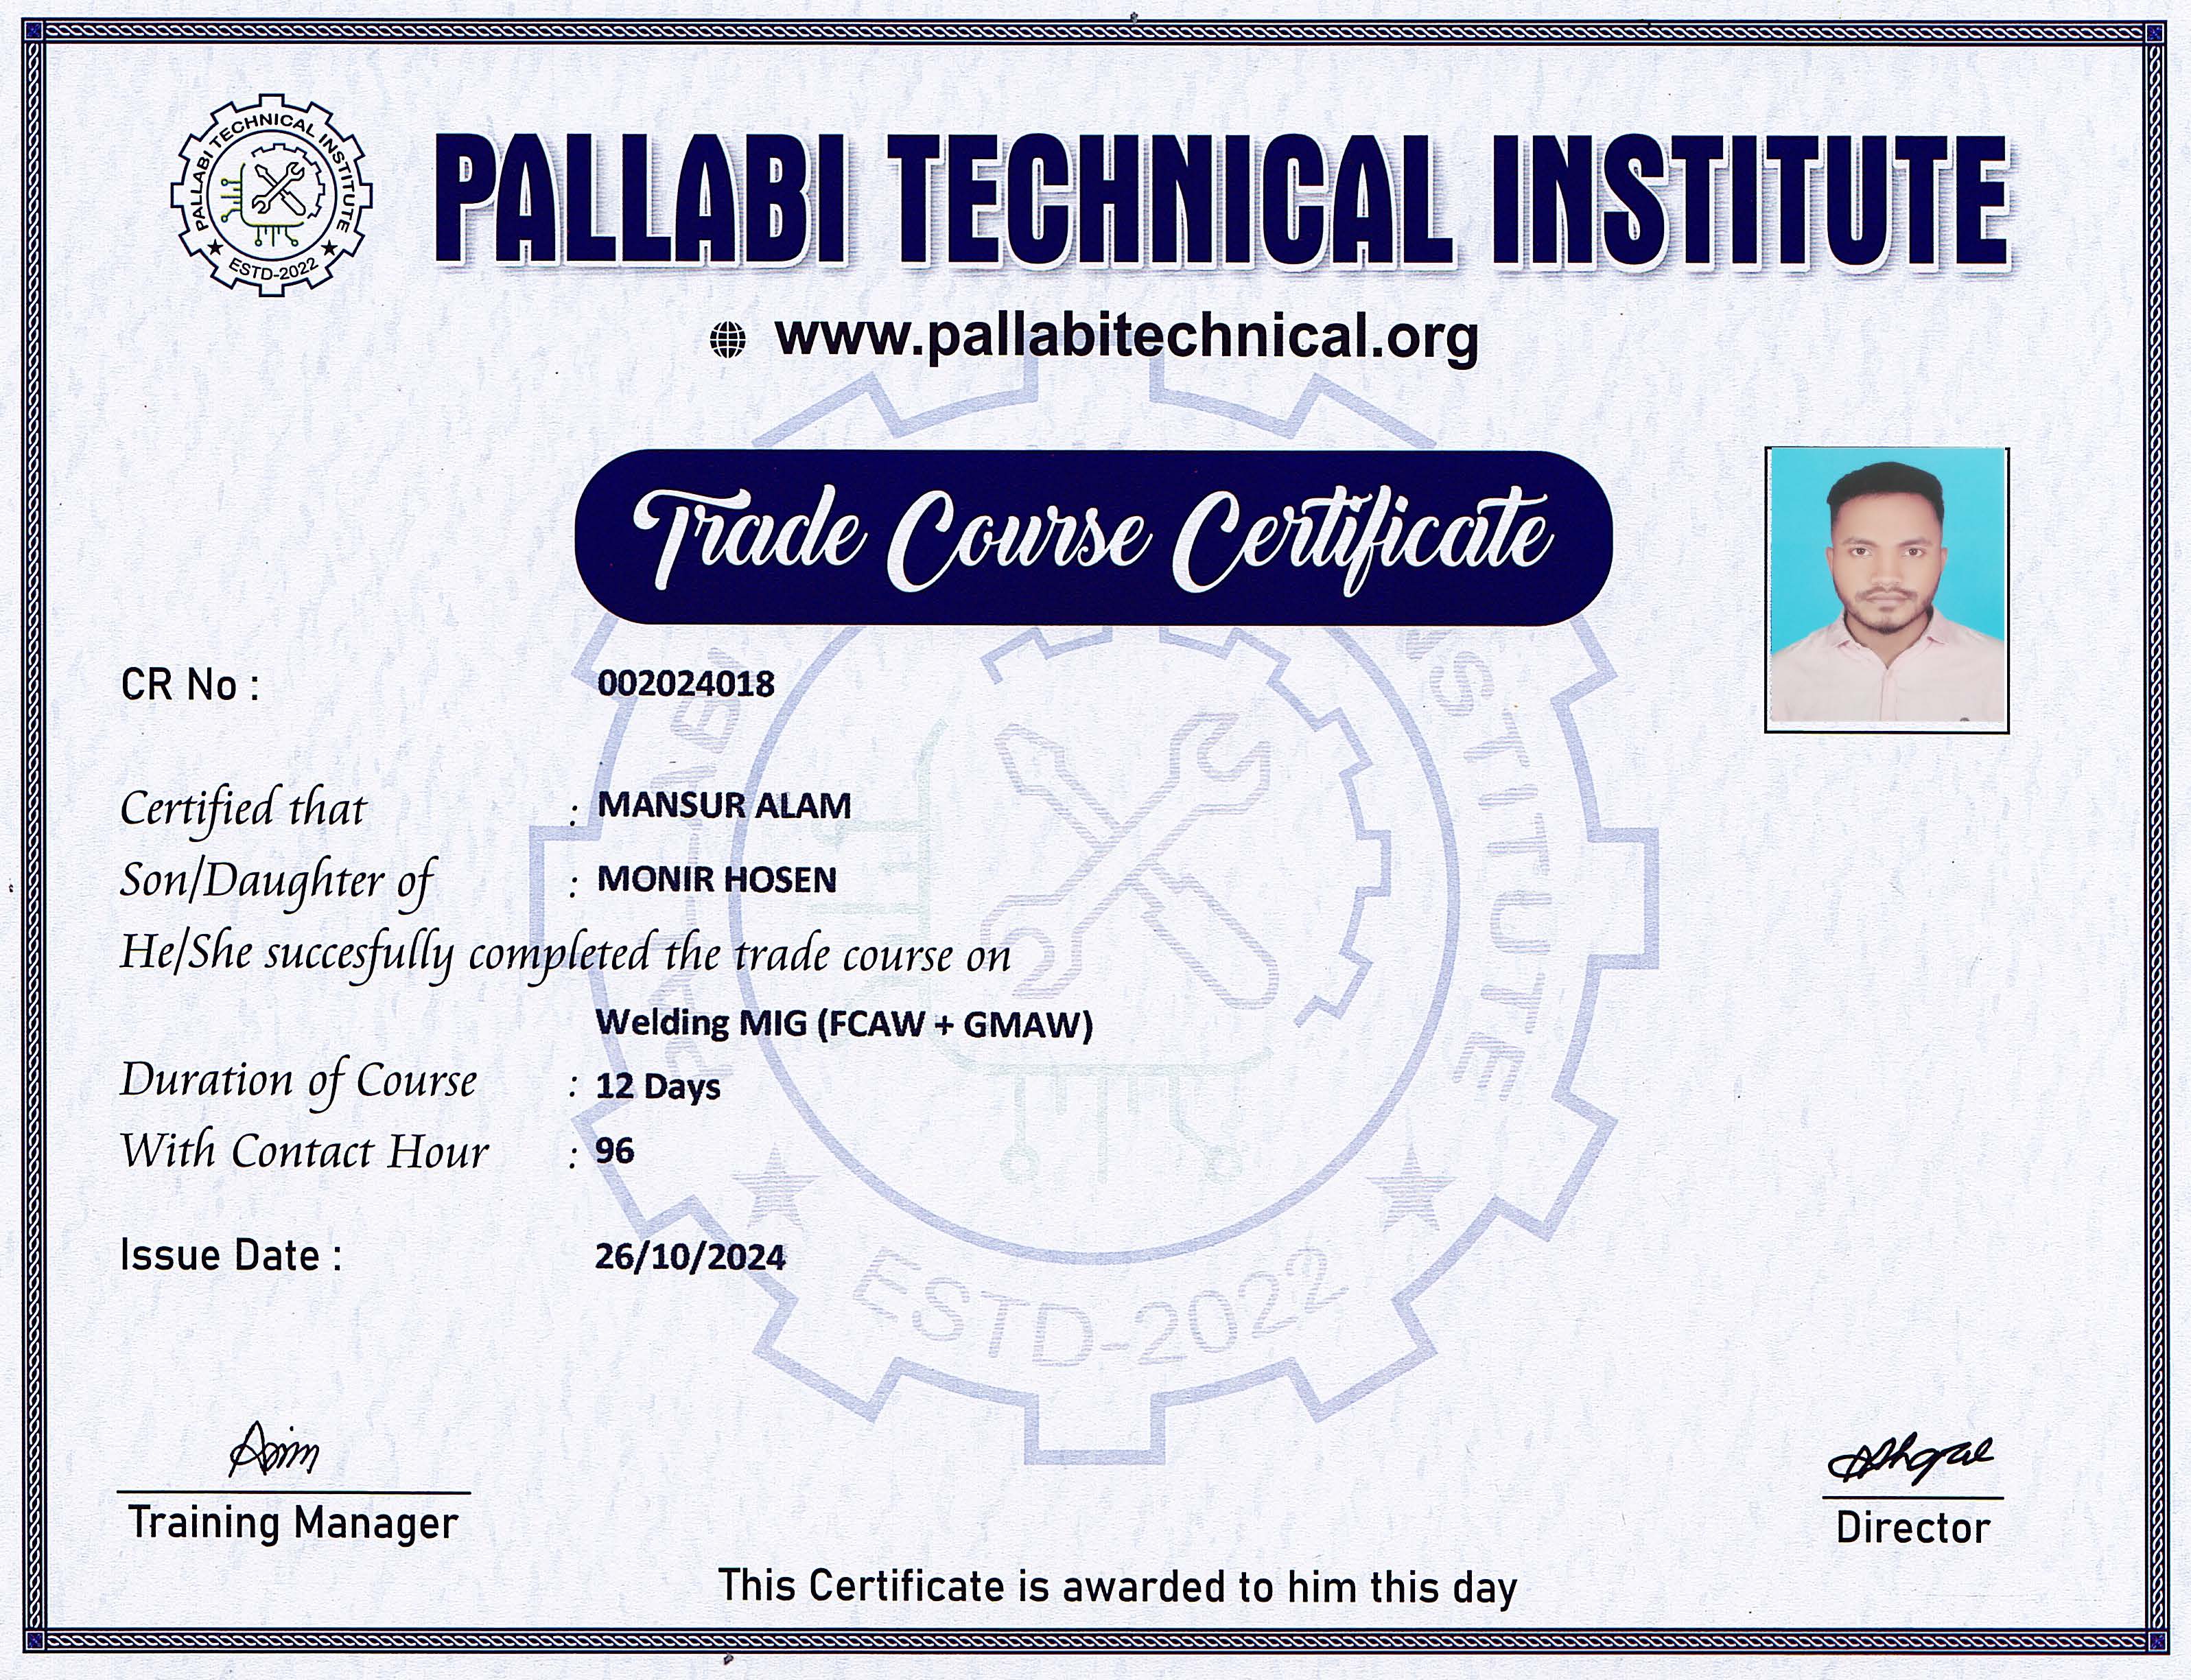 PALLABI TECHNICAL INSTITUTE
ESTD-2022
PALLABI TECHNICAL INSTITUTE
www.pallabitechnical.org
Trade Course Certificate
CR No : 002024018
Certified that : MANSUR ALAM
Son/Daughter of : MONIR HOSEN
He/She succesfully completed the trade course on
Welding MIG (FCAW + GMAW)
Duration of Course : 12 Days
With Contact Hour : 96
Issue Date : 26/10/2024
ESTD-2022
Training Manager
Director
This Certificate is awarded to him this day